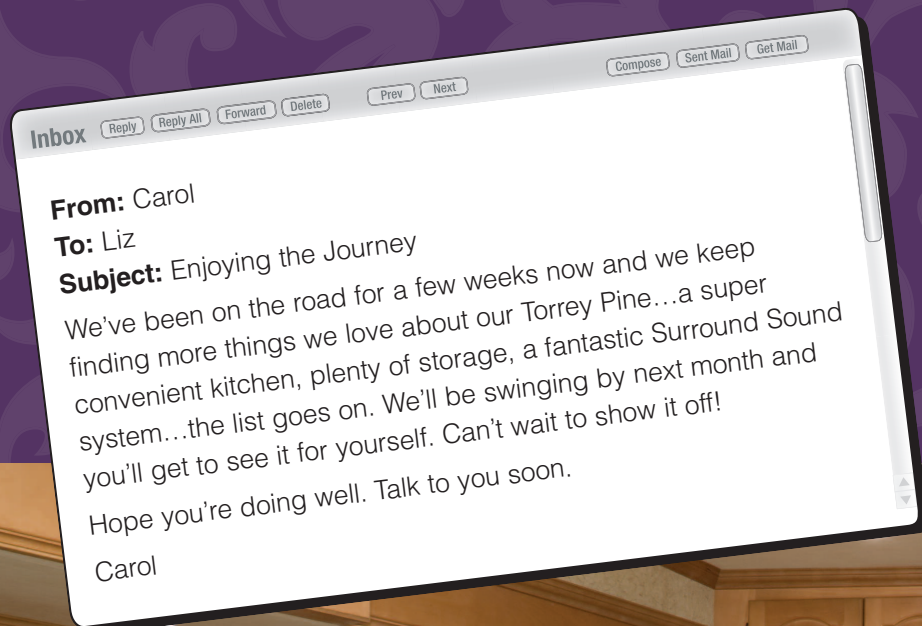 Inbox Reply Reply All Forward Delete Prev Next Compose Sent Mail Get Mail
From: Carol
To: Liz
Subject: Enjoying the Journey
We’ve been on the road for a few weeks now and we keep
finding more things we love about our Torrey Pine…a super
convenient kitchen, plenty of storage, a fantastic Surround Sound
system…the list goes on. We’ll be swinging by next month and
you’ll get to see it for yourself. Can’t wait to show it off!
Hope you’re doing well. Talk to you soon.
Carol